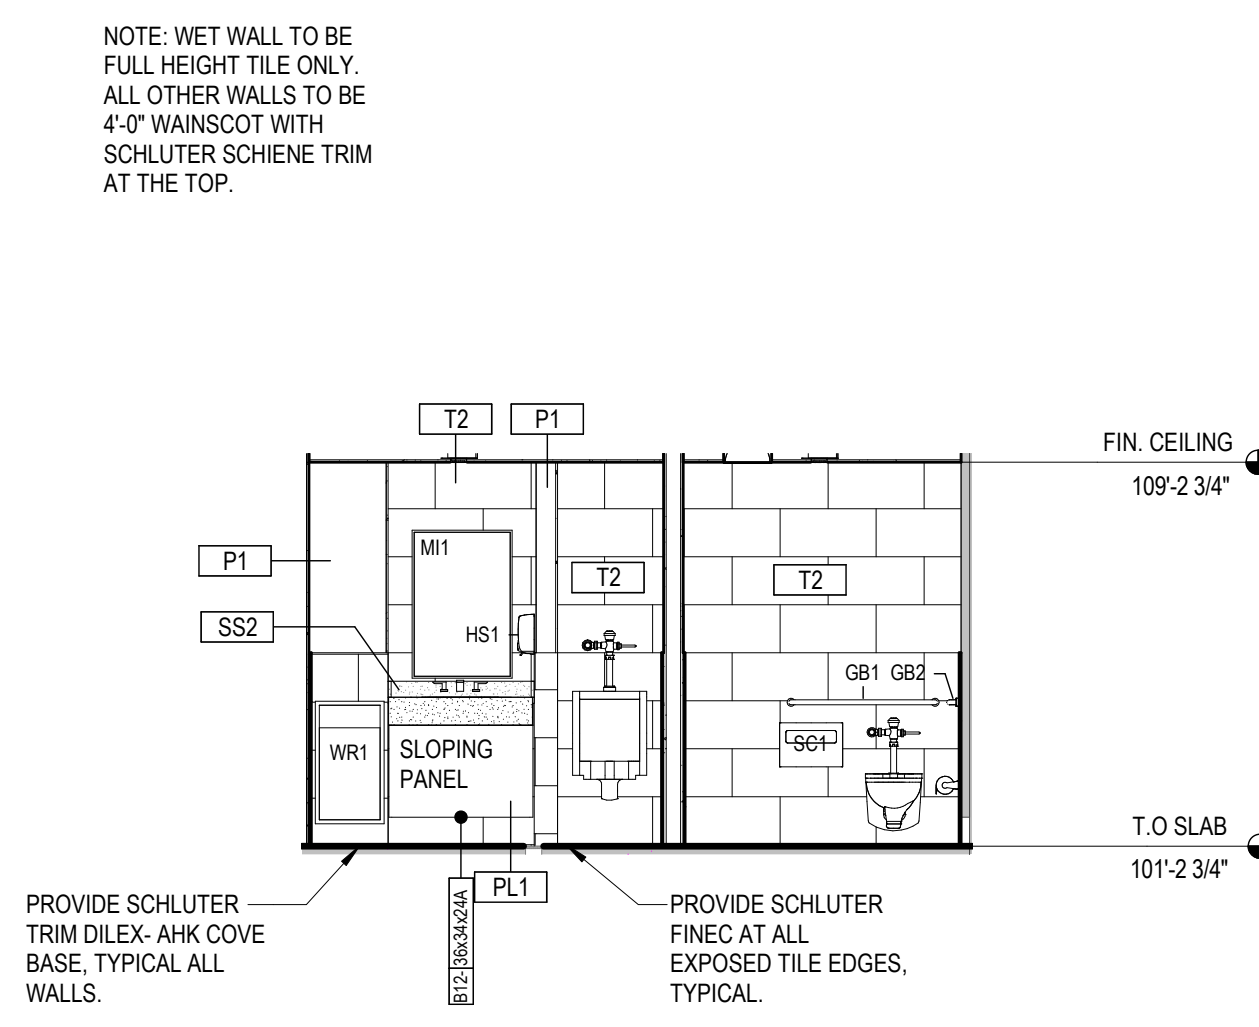 NOTE: WET WALL TO BE
FULL HEIGHT TILE ONLY.
ALL OTHER WALLS TO BE
4'-0" WAINSCOT WITH
SCHLUTER SCHIENE TRIM
AT THE TOP.
T2
P1
FIN. CEILING
109'-2 3/4"
P1
MI1
T2
T2
SS2
HS1
GB1 GB2
WR1
SLOPING
PANEL
SC1
T.O SLAB
101'-2 3/4"
PL1
B12- 36x34x24A
PROVIDE SCHLUTER
TRIM DILEX- AHK COVE
BASE, TYPICAL ALL
WALLS.
PROVIDE SCHLUTER
FINEC AT ALL
EXPOSED TILE EDGES,
TYPICAL.